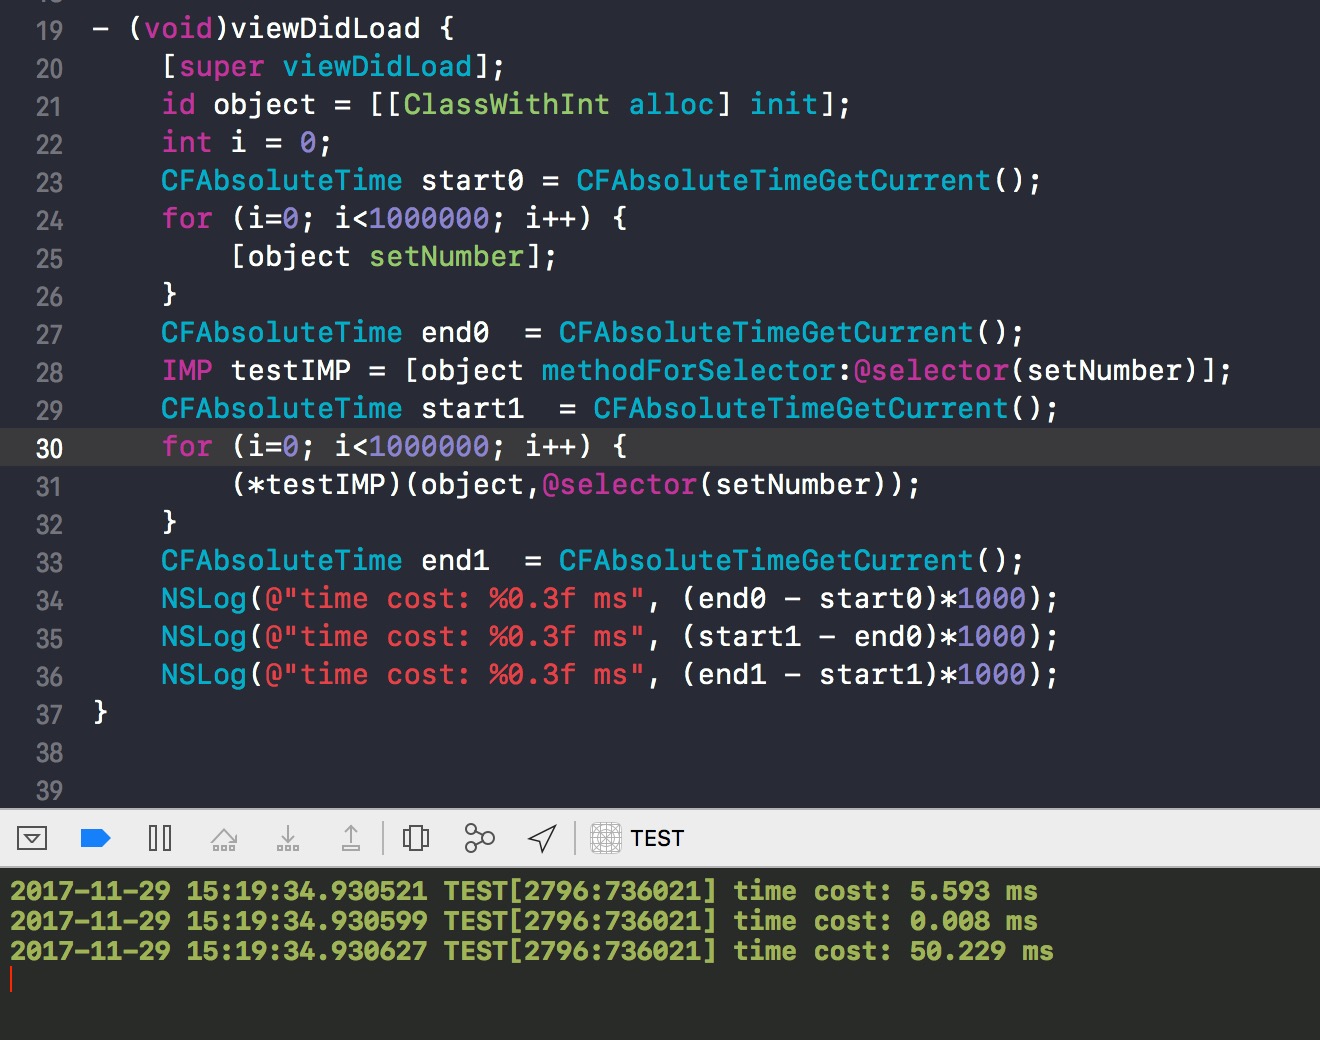 19 - (void)viewDidLoad {
20 [super viewDidLoad];
21 id object = [[ClassWithInt alloc] init];
22 int i = 0;
23 CFAbsoluteTime start0 = CFAbsoluteTimeGetCurrent();
24 for (i=0; i<1000000; i++) {
25 [object setNumber];
26 }
27 CFAbsoluteTime end0  = CFAbsoluteTimeGetCurrent();
28 IMP testIMP = [object methodForSelector:@selector(setNumber)];
29 CFAbsoluteTime start1  = CFAbsoluteTimeGetCurrent();
30 for (i=0; i<1000000; i++) {
31 (*testIMP)(object,@selector(setNumber));
32 }
33 CFAbsoluteTime end1  = CFAbsoluteTimeGetCurrent();
34 NSLog(@"time cost: %0.3f ms", (end0 - start0)*1000);
35 NSLog(@"time cost: %0.3f ms", (start1 - end0)*1000);
36 NSLog(@"time cost: %0.3f ms", (end1 - start1)*1000);
37 }
38
39
TEST
2017-11-29 15:19:34.930521 TEST[2796:736021] time cost: 5.593 ms
2017-11-29 15:19:34.930599 TEST[2796:736021] time cost: 0.008 ms
2017-11-29 15:19:34.930627 TEST[2796:736021] time cost: 50.229 ms